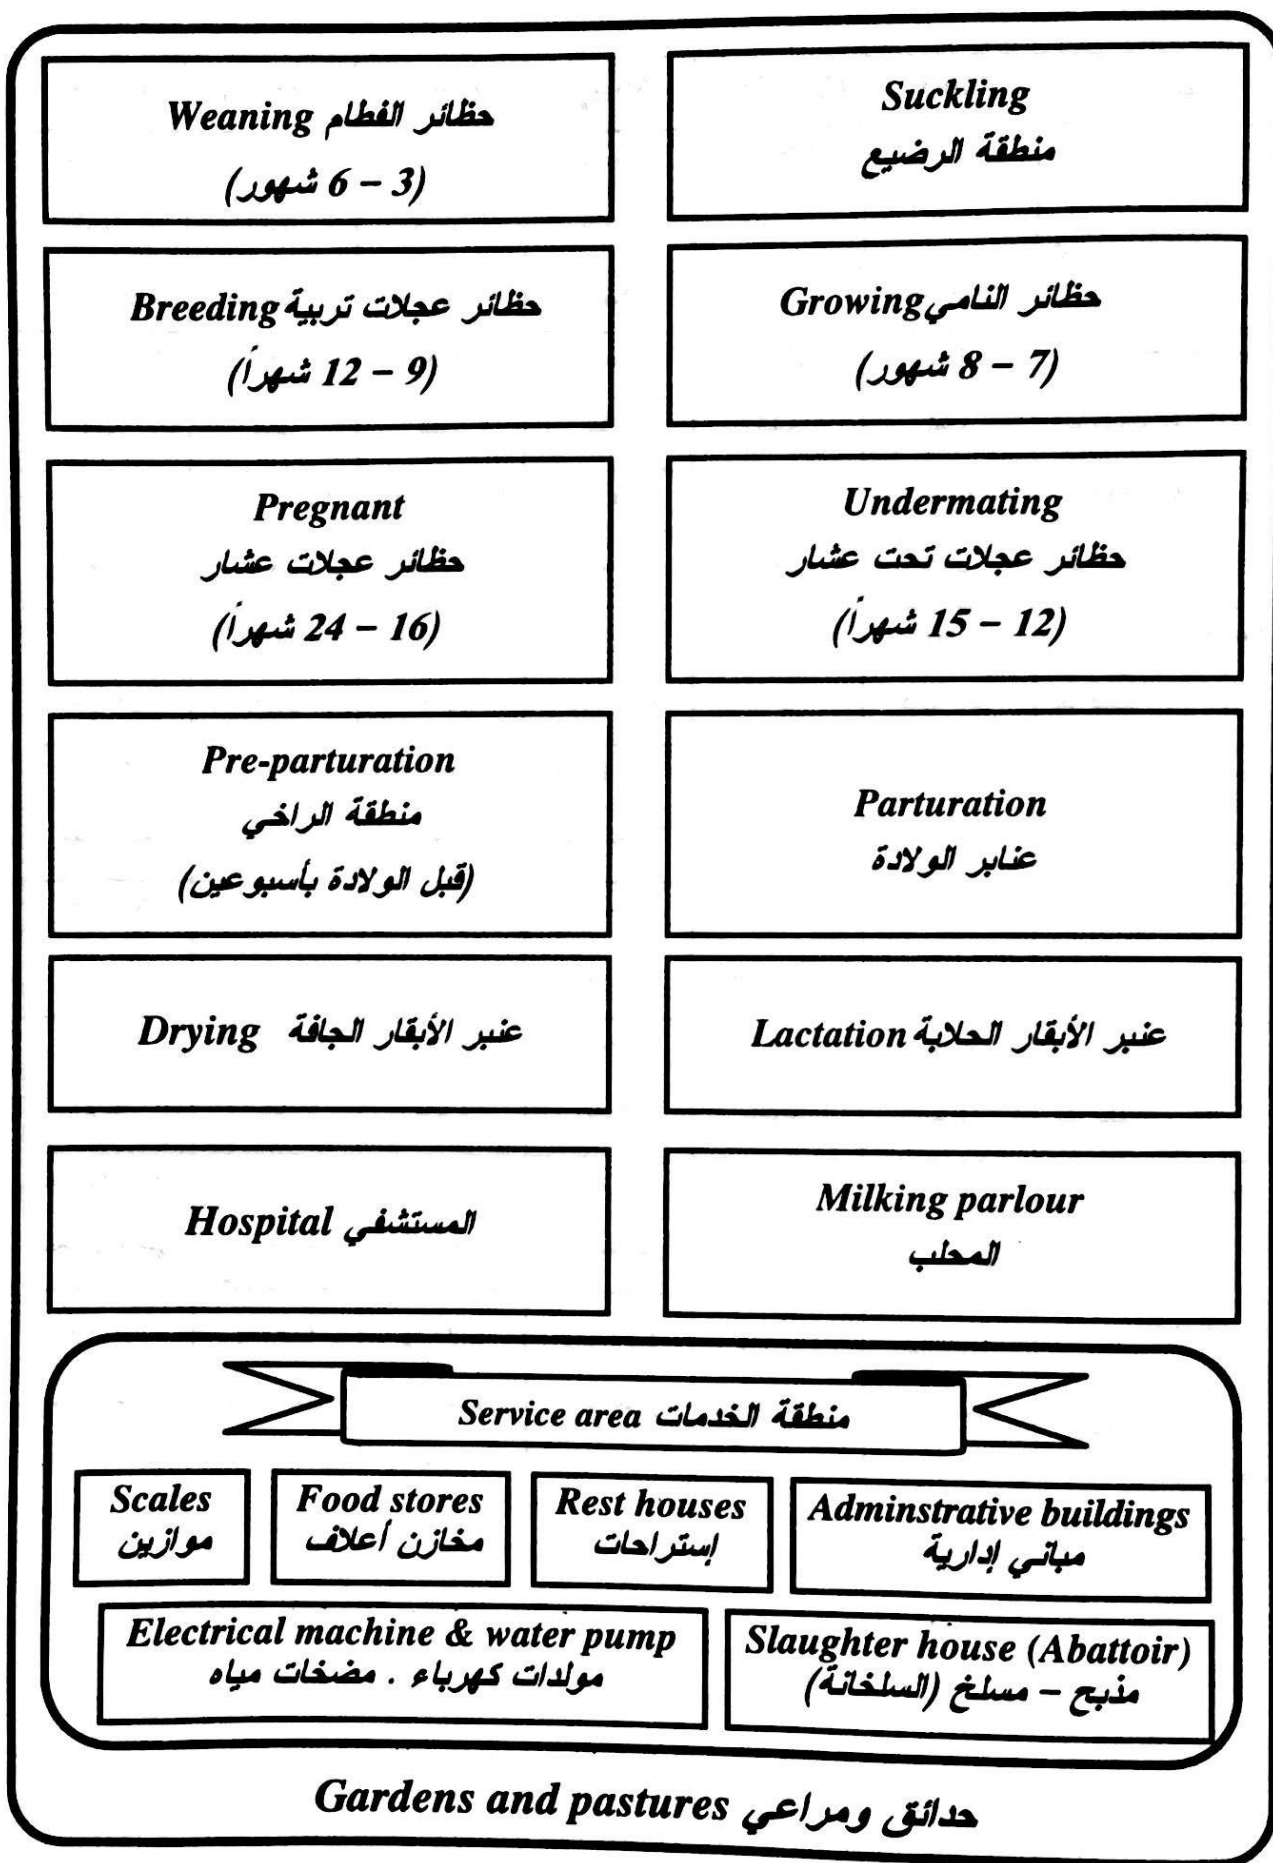 حظائر الفطام Weaning
(3 – 6 شهور)
Suckling
منطقة الرضيع
حظائر عجلات تربية Breeding
(9 – 12 شهراً)
حظائر النامي Growing
(7 – 8 شهور)
Pregnant
حظائر عجلات عشار
(16 – 24 شهراً)
Undermating
حظائر عجلات تحت عشار
(12 – 15 شهراً)
Pre-parturation
منطقة الراخي
(قبل الولادة بأسبوعين)
Parturation
عنابر الولادة
عنبر الأبقار الجافة Drying
عنبر الأبقار الحلابة Lactation
المستشفي Hospital
Milking parlour
المحلب
منطقة الخدمات Service area
Scales
موازين
Food stores
مخازن أعلاف
Rest houses
إستراحات
Adminstrative buildings
مباني إدارية
Electrical machine & water pump
مولدات كهرباء . مضخات مياه
Slaughter house (Abattoir)
مذبح – مسلخ (السلخانة)
حدائق ومراعي Gardens and pastures